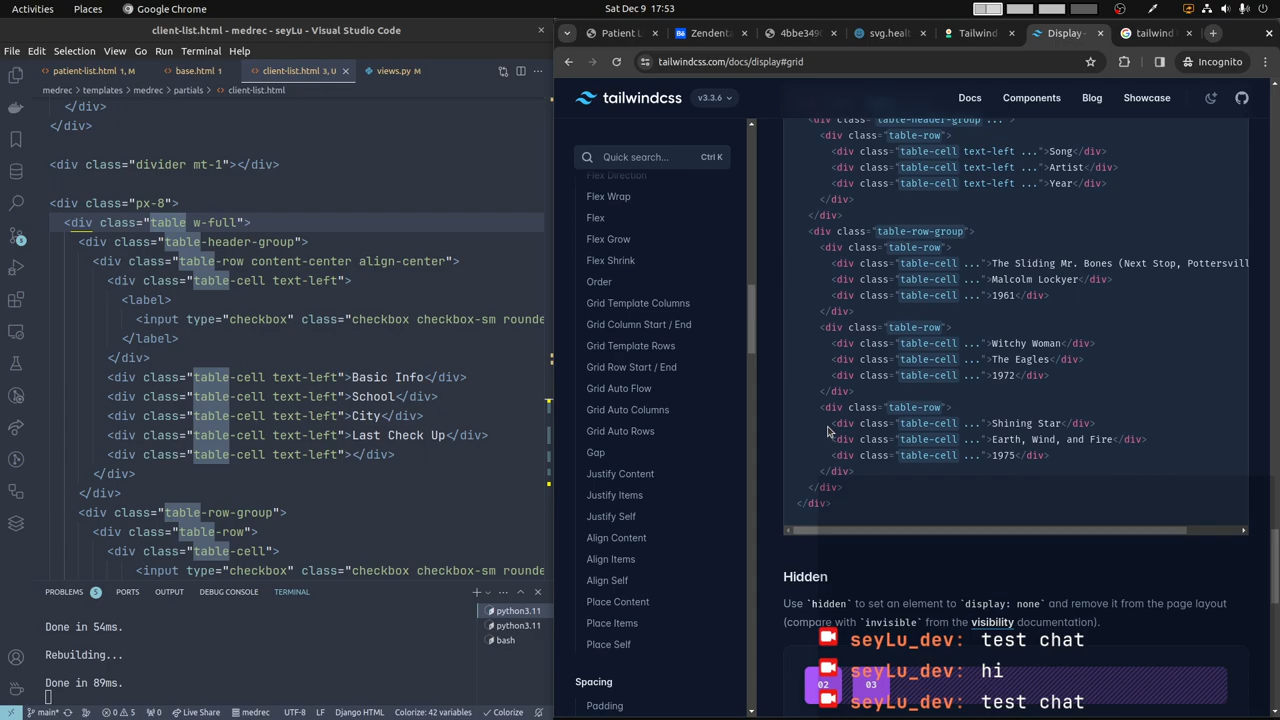 Activities
Places
Google Chrome
Sat Dec 9 17:53
client-list.html - medrec - seyLu - Visual Studio Code
File Edit Selection View Go Run Terminal Help
patient-list.html 1, M
base.html 1
client-list.html 3, U
views.py 4, M
medrec > templates > medrec > partials > client-list.html
</div>
</div>
<div class="divider mt-1"></div>
<div class="px-8">
<div class="table w-full">
<div class="table-header-group">
<div class="table-row content-center align-center">
<div class="table-cell text-left">
<label>
<input type="checkbox" class="checkbox checkbox-sm rounde
</label>
</div>
<div class="table-cell text-left">Basic Info</div>
<div class="table-cell text-left">School</div>
<div class="table-cell text-left">City</div>
<div class="table-cell text-left">Last Check Up</div>
<div class="table-cell text-left"></div>
</div>
</div>
<div class="table-row-group">
<div class="table-row">
<div class="table-cell">
<input type="checkbox" class="checkbox checkbox-sm rounde
PROBLEMS 5 PORTS OUTPUT DEBUG CONSOLE TERMINAL
python3.11
python3.11
bash
Done in 54ms.
Rebuilding...
Done in 89ms.
main* 0 5 0 Live Share medrec UTF-8 LF Django HTML Colorize: 42 variables Colorize
Patient L
Zendenta
4bbe3490
svg.healt
Tailwind
Display -
tailwind
tailwindcss.com/docs/display#grid
Incognito
tailwindcss v3.3.6
Docs Components Blog Showcase
Quick search... Ctrl K
Flex Direction
Flex Wrap
Flex
Flex Grow
Flex Shrink
Order
Grid Template Columns
Grid Column Start / End
Grid Template Rows
Grid Row Start / End
Grid Auto Flow
Grid Auto Columns
Grid Auto Rows
Gap
Justify Content
Justify Items
Justify Self
Align Content
Align Items
Align Self
Place Content
Place Items
Place Self
Spacing
Padding
<div class="table-header-group ...">
<div class="table-row">
<div class="table-cell text-left ...">Song</div>
<div class="table-cell text-left ...">Artist</div>
<div class="table-cell text-left ...">Year</div>
</div>
</div>
<div class="table-row-group">
<div class="table-row">
<div class="table-cell ...">The Sliding Mr. Bones (Next Stop, Pottersvill
<div class="table-cell ...">Malcolm Lockyer</div>
<div class="table-cell ...">1961</div>
</div>
<div class="table-row">
<div class="table-cell ...">Witchy Woman</div>
<div class="table-cell ...">The Eagles</div>
<div class="table-cell ...">1972</div>
</div>
<div class="table-row">
<div class="table-cell ...">Shining Star</div>
<div class="table-cell ...">Earth, Wind, and Fire</div>
<div class="table-cell ...">1975</div>
</div>
</div>
</div>
Hidden
Use `hidden` to set an element to `display: none` and remove it from the page layout
(compare with `invisible` from the visibility documentation).
02 03
seyLu_dev: test chat
seyLu_dev: hi
seyLu_dev: test chat